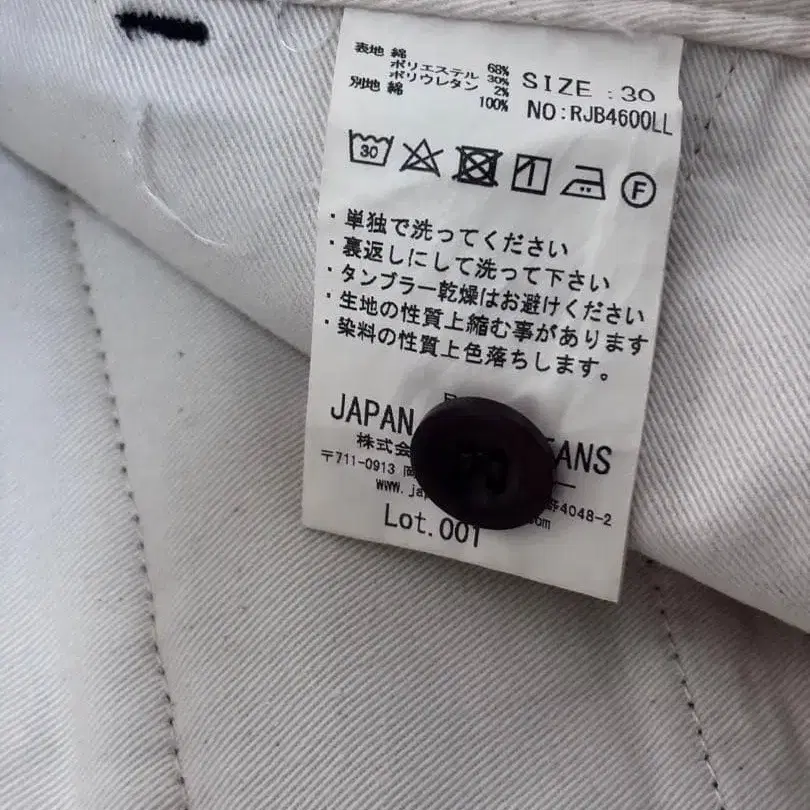 表地 綿 68%
ポリエステル 30%
ポリウレタン 2%
別地 綿 100%
SIZE :30
NO:RJB4600LL
30
F
・単独で洗ってください
・裏返しにして洗って下さい
・タンブラー乾燥はお避けください
・生地の性質上縮む事があります
・染料の性質上色落ちします。
JAPAN
株式会
〒711-0913 4048-2
www.
Lot.001